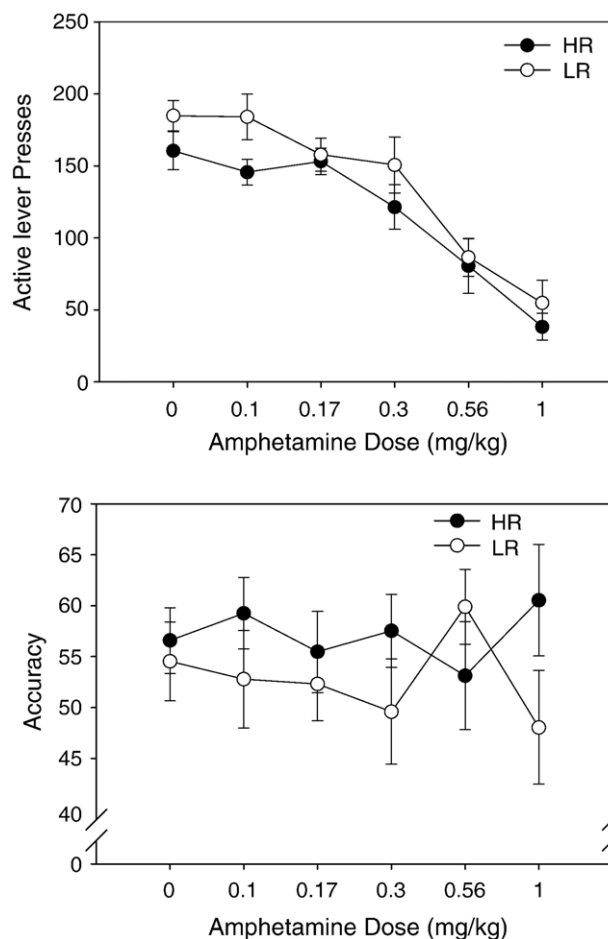 250
HR
LR
200
150
100
50
0
Active lever Presses
0 0.1 0.17 0.3 0.56 1
Amphetamine Dose (mg/kg)
70
HR
LR
65
60
55
50
45
40
0
Accuracy
0 0.1 0.17 0.3 0.56 1
Amphetamine Dose (mg/kg)